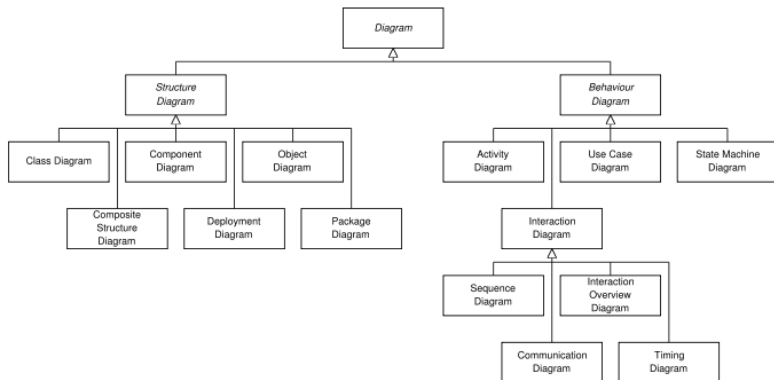 Diagram
Structure
Diagram
Behaviour
Diagram
Class Diagram
Component
Diagram
Object
Diagram
Activity
Diagram
Use Case
Diagram
State Machine
Diagram
Composite
Structure
Diagram
Deployment
Diagram
Package
Diagram
Interaction
Diagram
Sequence
Diagram
Interaction
Overview
Diagram
Communication
Diagram
Timing
Diagram